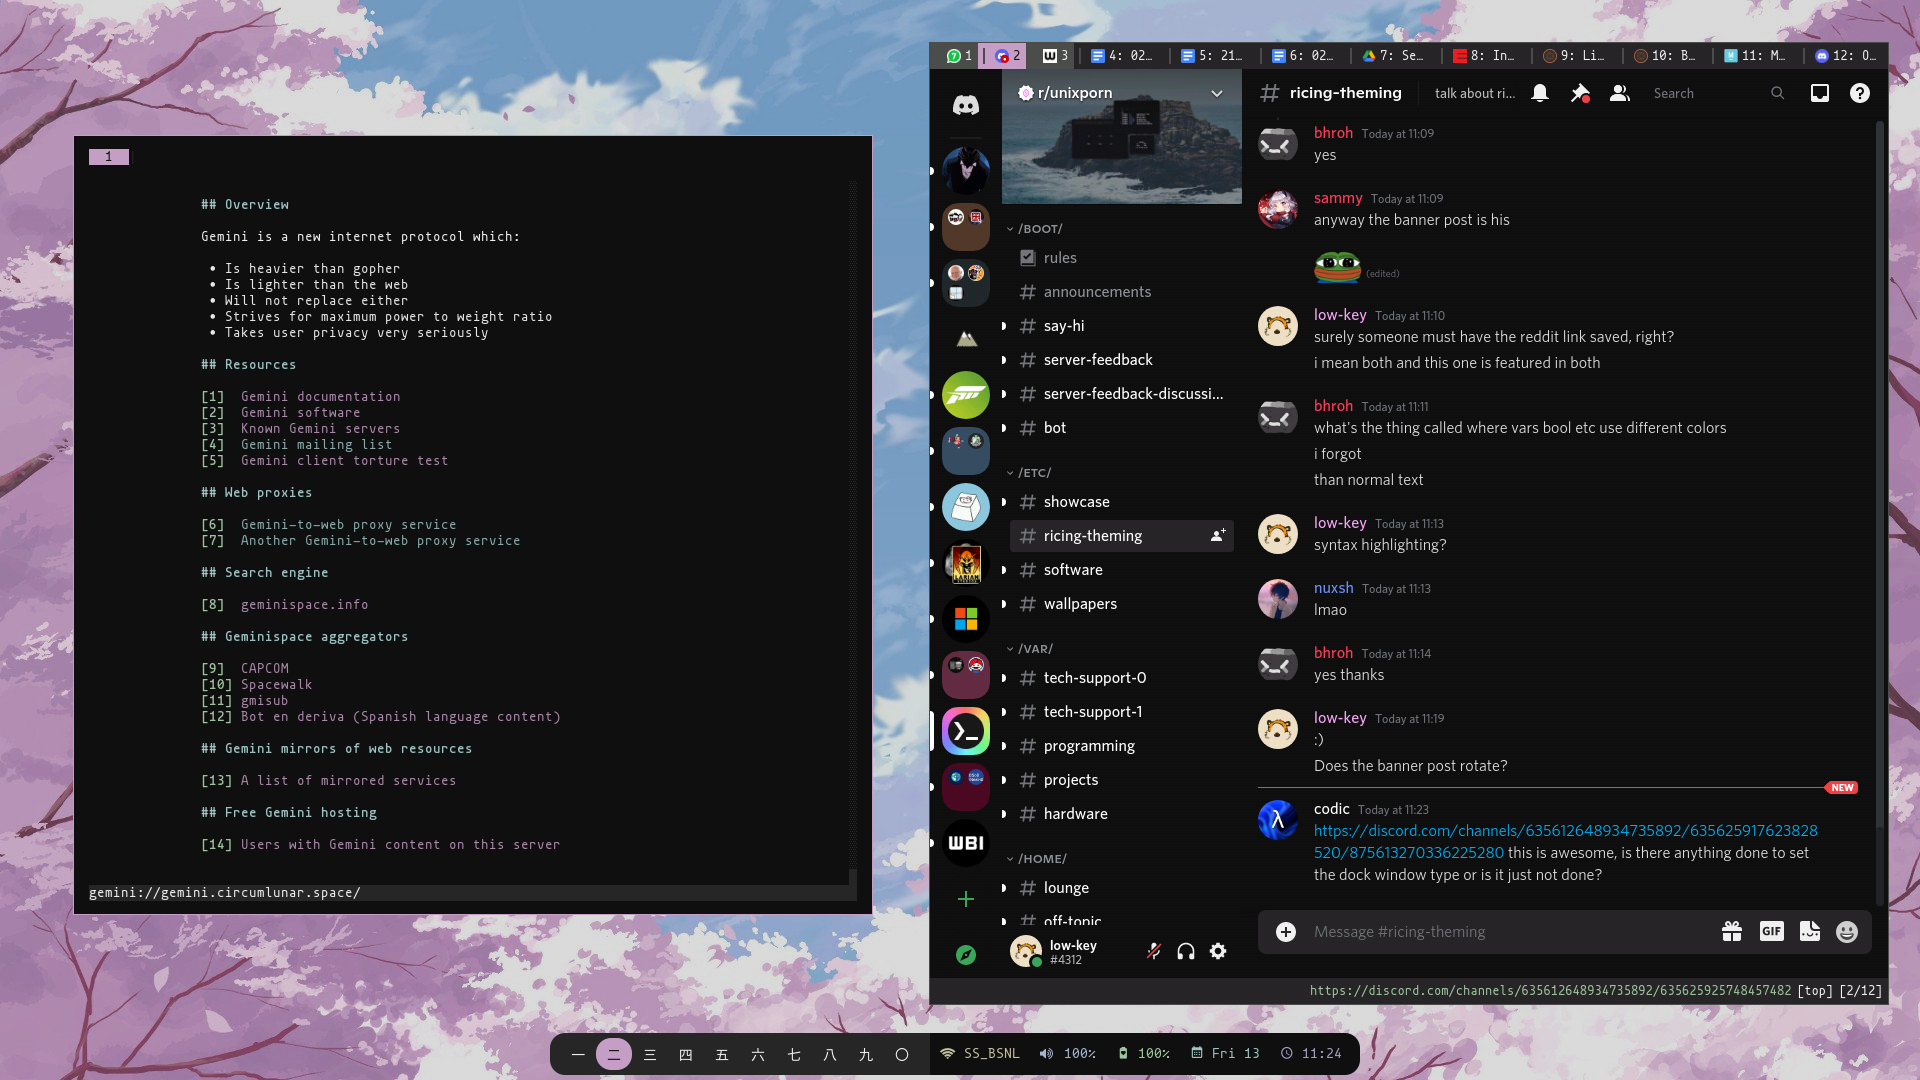 1
## Overview
Gemini is a new internet protocol which:
• Is heavier than gopher
• Is lighter than the web
• Will not replace either
• Strives for maximum power to weight ratio
• Takes user privacy very seriously
## Resources
[1] Gemini documentation
[2] Gemini software
[3] Known Gemini servers
[4] Gemini mailing list
[5] Gemini client torture test
## Web proxies
[6] Gemini-to-web proxy service
[7] Another Gemini-to-web proxy service
## Search engine
[8] geminispace.info
## Geminispace aggregators
[9] CAPCOM
[10] Spacewalk
[11] gmisub
[12] Bot en deriva (Spanish language content)
## Gemini mirrors of web resources
[13] A list of mirrored services
## Free Gemini hosting
[14] Users with Gemini content on this server
gemini://gemini.circumlunar.space/
1 2 3 4: 02… 5: 21… 6: 02… 7: Se… 8: In… 9: Li… 10: B… 11: M… 12: O…
r/unixporn
/BOOT/
rules
# announcements
# say-hi
# server-feedback
# server-feedback-discussi...
# bot
/ETC/
# showcase
# ricing-theming
# software
# wallpapers
/VAR/
# tech-support-0
# tech-support-1
# programming
# projects
# hardware
WBI
/HOME/
# lounge
# off-topic
low-key
#4312
# ricing-theming talk about ri... Search
bhroh Today at 11:09
yes
sammy Today at 11:09
anyway the banner post is his
(edited)
low-key Today at 11:10
surely someone must have the reddit link saved, right?
i mean both and this one is featured in both
bhroh Today at 11:11
what's the thing called where vars bool etc use different colors
i forgot
than normal text
low-key Today at 11:13
syntax highlighting?
nuxsh Today at 11:13
lmao
bhroh Today at 11:14
yes thanks
low-key Today at 11:19
:)
Does the banner post rotate?
NEW
codic Today at 11:23
https://discord.com/channels/635612648934735892/635625917623828
520/875613270336225280 this is awesome, is there anything done to set
the dock window type or is it just not done?
Message #ricing-theming GIF
https://discord.com/channels/635612648934735892/635625925748457482 [top] [2/12]
一 二 三 四 五 六 七 八 九 〇 SS_BSNL 100% 100% Fri 13 11:24